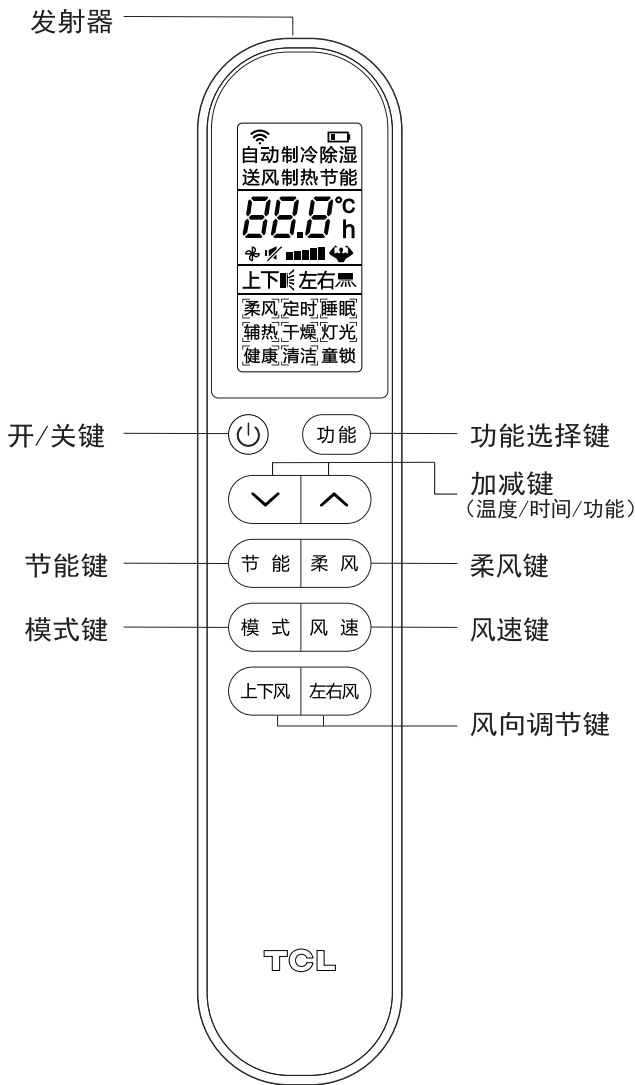 发射器
自动制冷除湿
送风制热节能
88.8℃
h
上下 左右
柔风 定时 睡眠
辅热 干燥 灯光
健康 清洁 童锁
开/关键
功能
功能选择键
加减键
（温度/时间/功能）
节能键
节 能
柔 风
柔风键
模式键
模 式
风 速
风速键
上下风
左右风
风向调节键
TCL